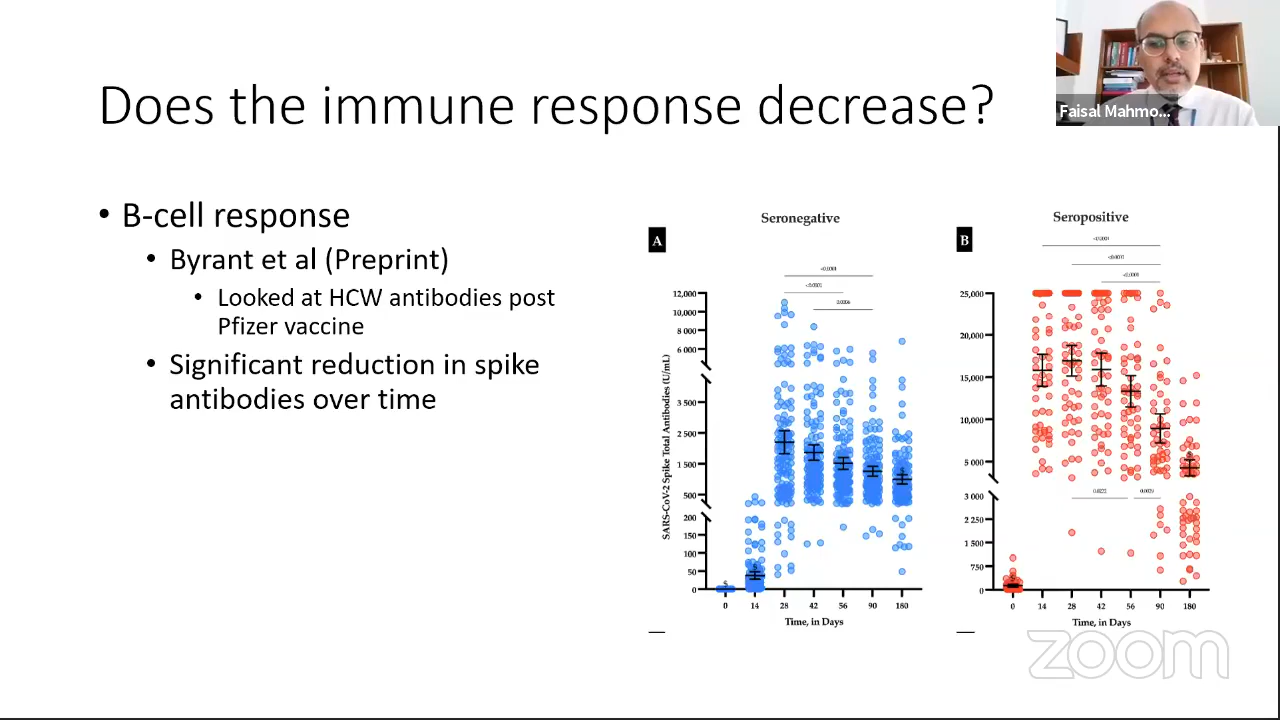 Does the immune response decrease?
Faisal Mahmo...
• B-cell response
• Byrant et al (Preprint)
• Looked at HCW antibodies post
Pfizer vaccine
• Significant reduction in spike
antibodies over time
Seronegative
A
12,000
10,000
8 000
6 000
3 500
2 500
1 500
500
200
150
100
50
0
SARS-CoV-2 Spike Total Antibodies (U/mL)
0 14 28 42 56 90 180
Time, in Days
Seropositive
B
25,000
20,000
15,000
10,000
5 000
3 000
2 250
1 500
750
0
0 14 28 42 56 90 180
Time, in Days
zoom